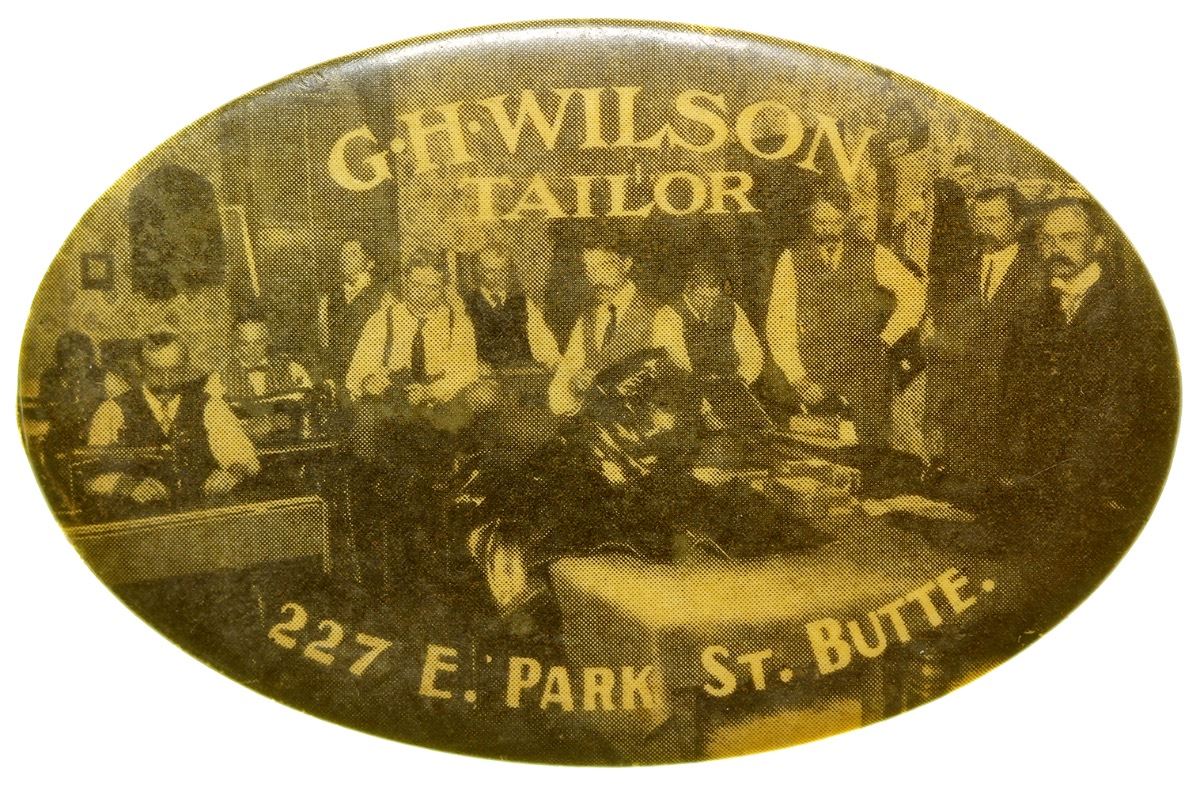 G·H·WILSON
TAILOR
227 E. PARK ST. BUTTE.